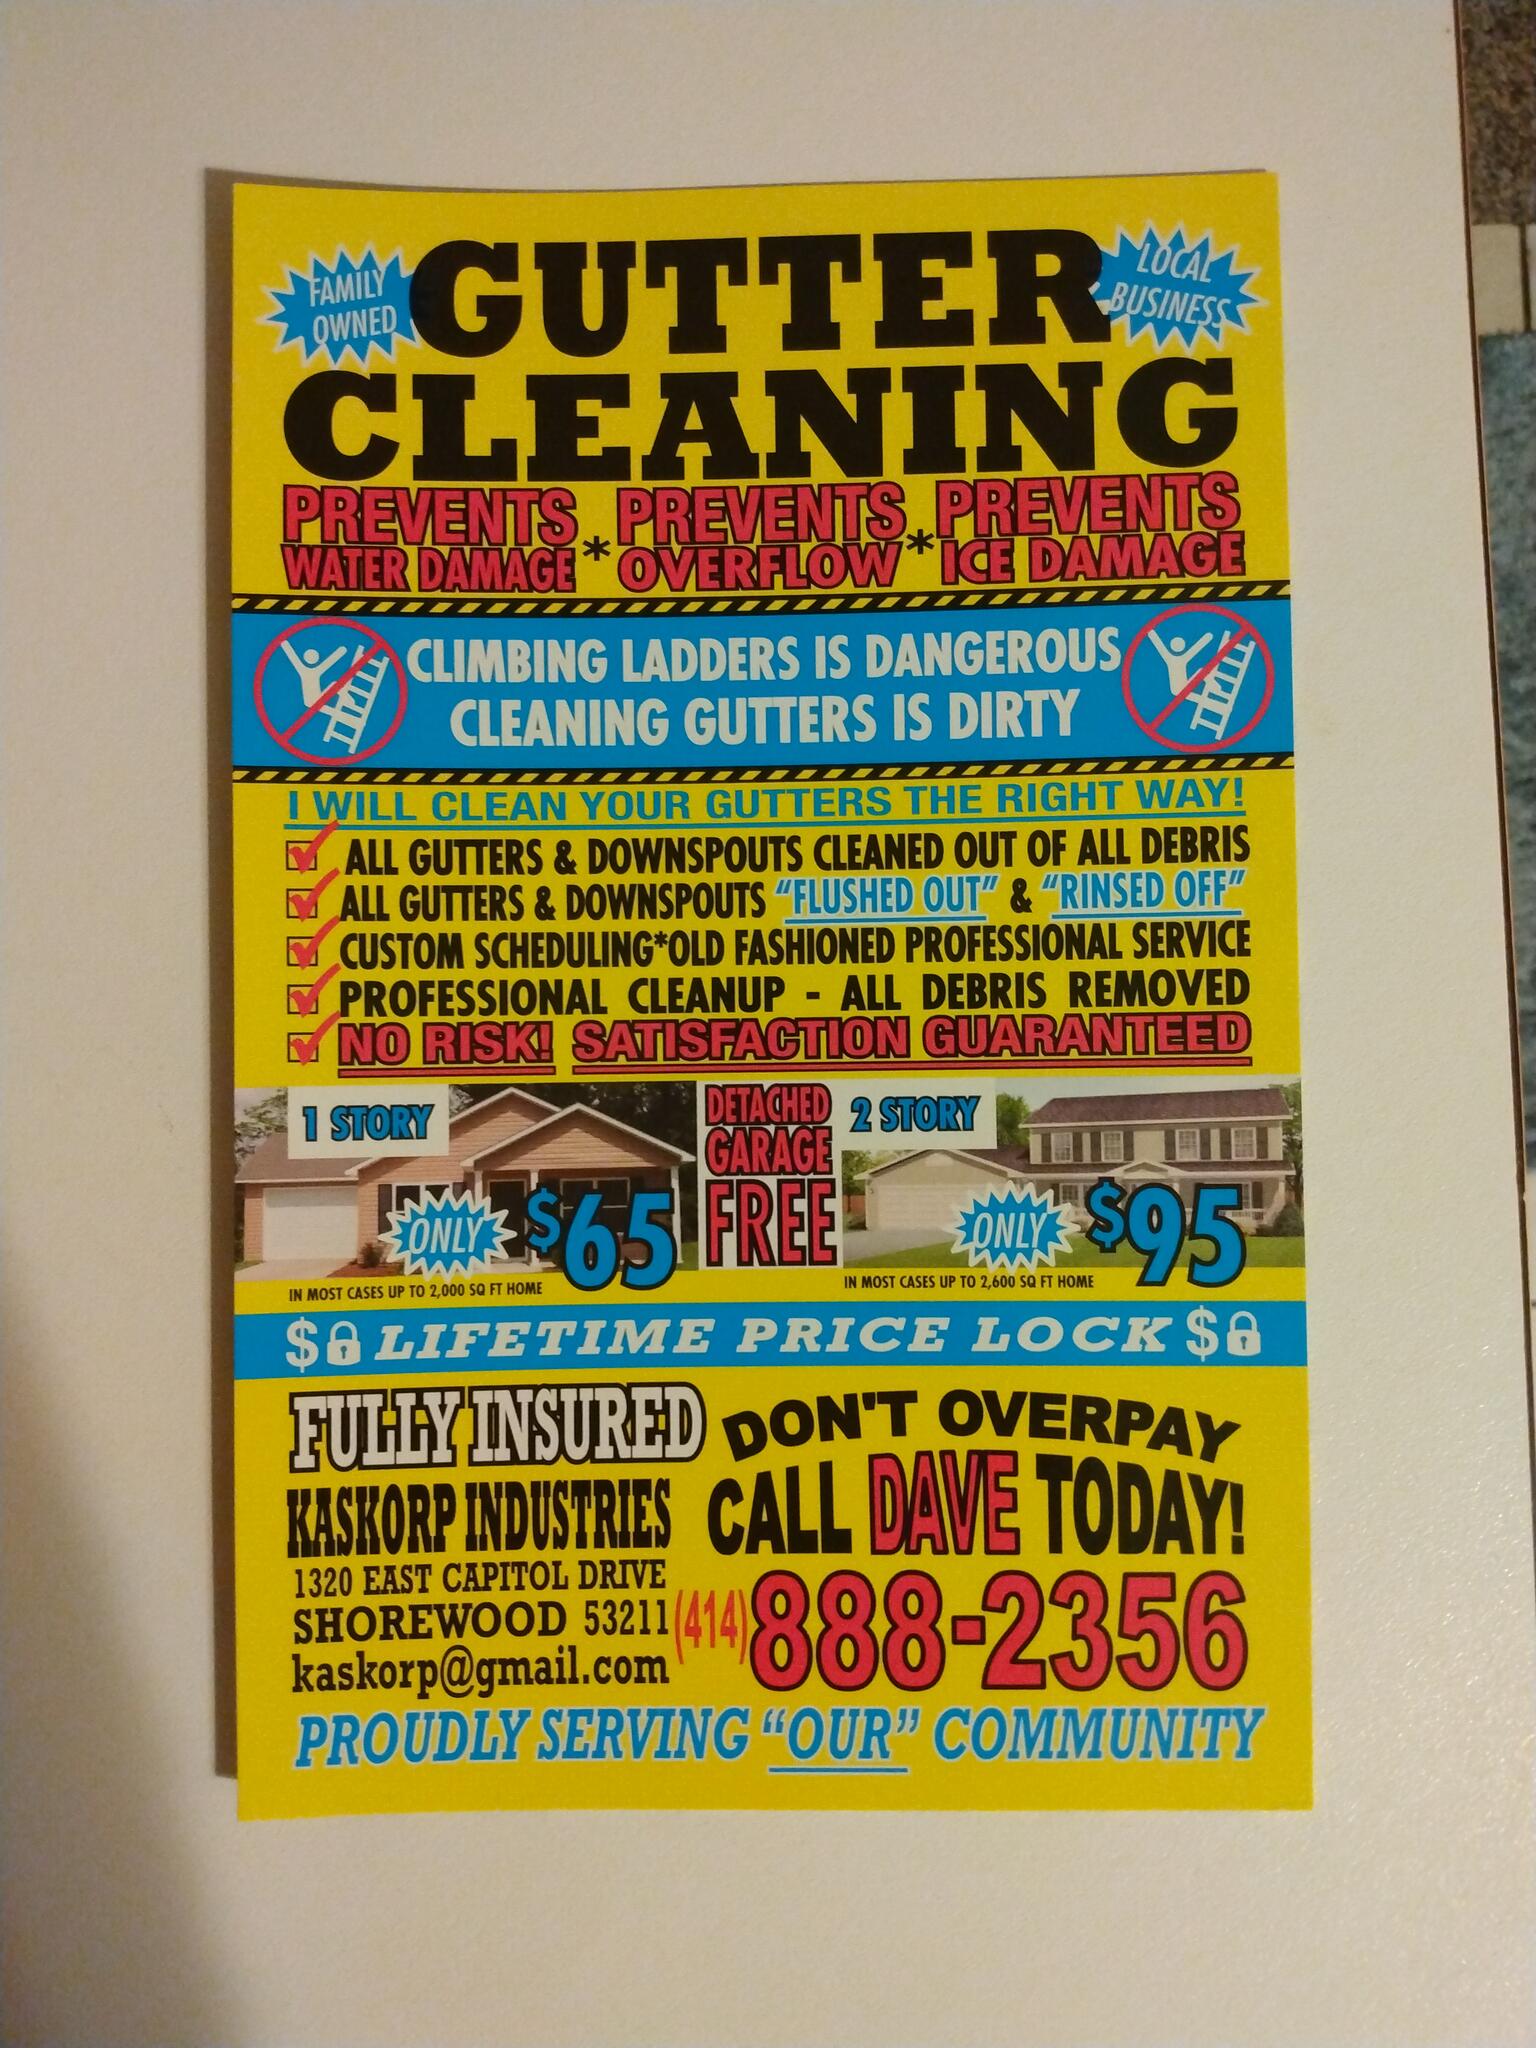 FAMILY
OWNED
GUTTER
LOCAL
BUSINESS
CLEANING
PREVENTS
WATER DAMAGE
*
PREVENTS
OVERFLOW
*
PREVENTS
ICE DAMAGE
CLIMBING LADDERS IS DANGEROUS
CLEANING GUTTERS IS DIRTY
I WILL CLEAN YOUR GUTTERS THE RIGHT WAY!
ALL GUTTERS & DOWNSPOUTS CLEANED OUT OF ALL DEBRIS
ALL GUTTERS & DOWNSPOUTS "FLUSHED OUT" & "RINSED OFF"
CUSTOM SCHEDULING*OLD FASHIONED PROFESSIONAL SERVICE
PROFESSIONAL CLEANUP - ALL DEBRIS REMOVED
NO RISK! SATISFACTION GUARANTEED
1 STORY
ONLY $65
IN MOST CASES UP TO 2,000 SQ FT HOME
DETACHED
GARAGE
FREE
2 STORY
ONLY $95
IN MOST CASES UP TO 2,600 SQ FT HOME
$ LIFETIME PRICE LOCK $
FULLY INSURED
KASKORP INDUSTRIES
1320 EAST CAPITOL DRIVE
SHOREWOOD 53211
kaskorp@gmail.com
DON'T OVERPAY
CALL DAVE TODAY!
(414)888-2356
PROUDLY SERVING "OUR" COMMUNITY